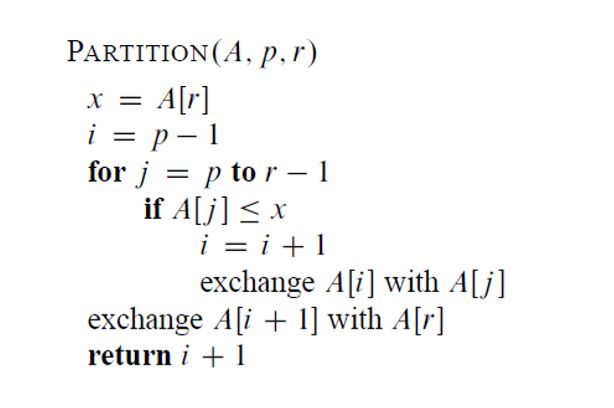 PARTITION(A, p, r)
x = A[r]
i = p − 1
for j = p to r − 1
if A[j] ≤ x
i = i + 1
exchange A[i] with A[j]
exchange A[i + 1] with A[r]
return i + 1